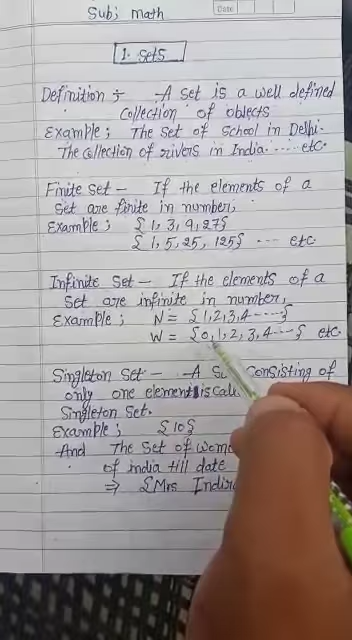 Subj math
Date
1. Sets
Definition ÷ A set is a well defined
collection of objects
Example; The set of school in Delhi.
The collection of rivers in India. .... etc.
Finite set – If the elements of a
set are finite in number;
Example; {1, 3, 9, 27}
{1, 5, 25, 125} ... etc
Infinite set – If the elements of a
set are infinite in number,
Example; N = {1,2,3,4-----}
W = {0,1,2,3,4---} etc.
Singleton set – A consisting of
only one element is
Singleton set.
Example; {10}
And The set of
of india till date
⇒ {Mrs